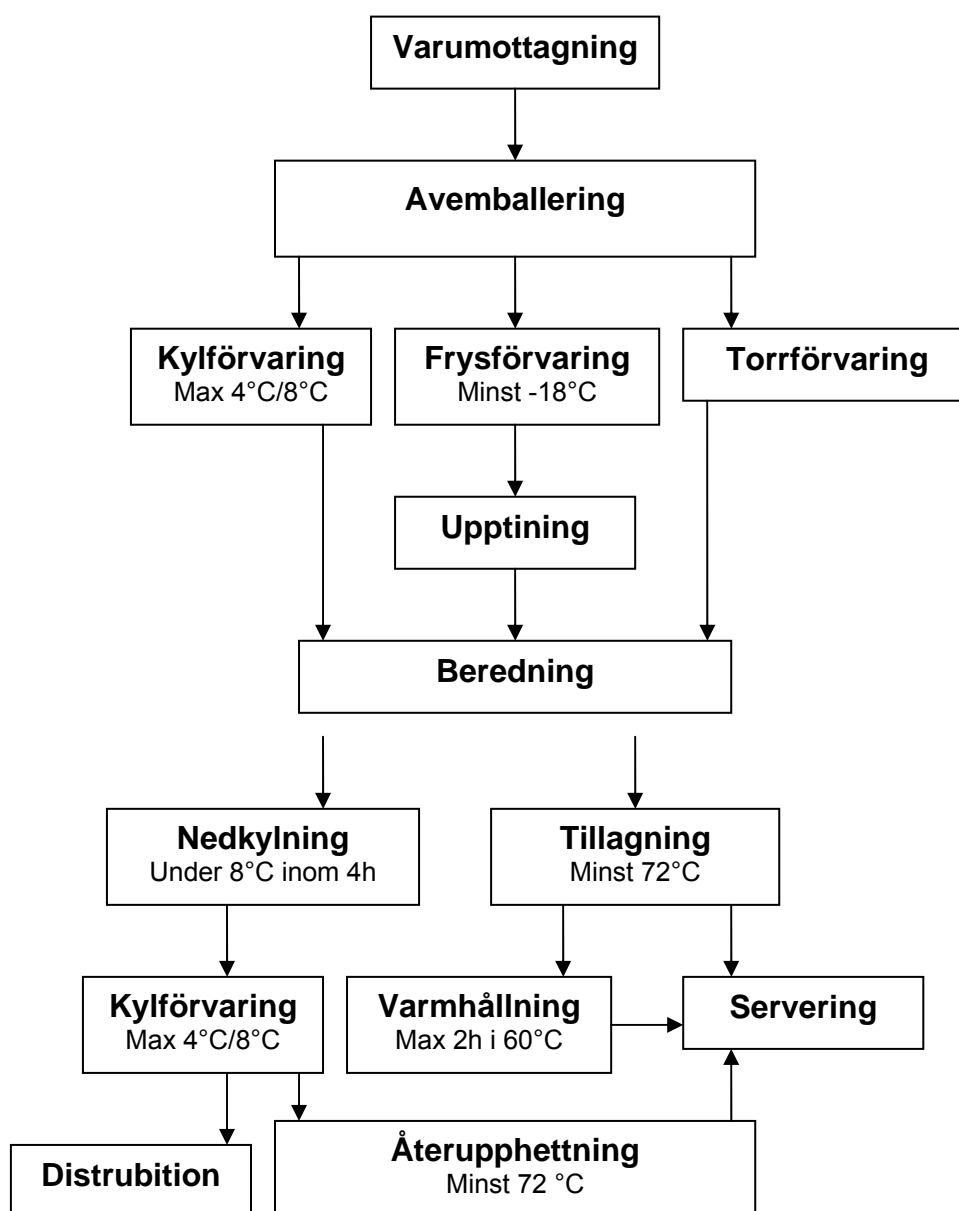 Varumottagning
Avemballering
Kylförvaring
Max 4°C/8°C
Frysförvaring
Minst -18°C
Torrförvaring
Upptining
Beredning
Nedkylning
Under 8°C inom 4h
Tillagning
Minst 72°C
Kylförvaring
Max 4°C/8°C
Varmhållning
Max 2h i 60°C
Servering
Distrubition
Återupphettning
Minst 72 °C